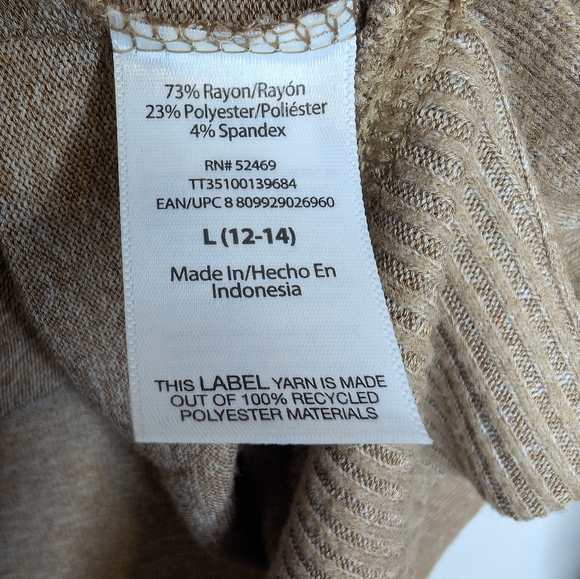 73% Rayon/Rayón
23% Polyester/Poliéster
4% Spandex
RN# 52469
TT35100139684
EAN/UPC 8 809929026960
L (12-14)
Made In/Hecho En
Indonesia
THIS LABEL YARN IS MADE
OUT OF 100% RECYCLED
POLYESTER MATERIALS